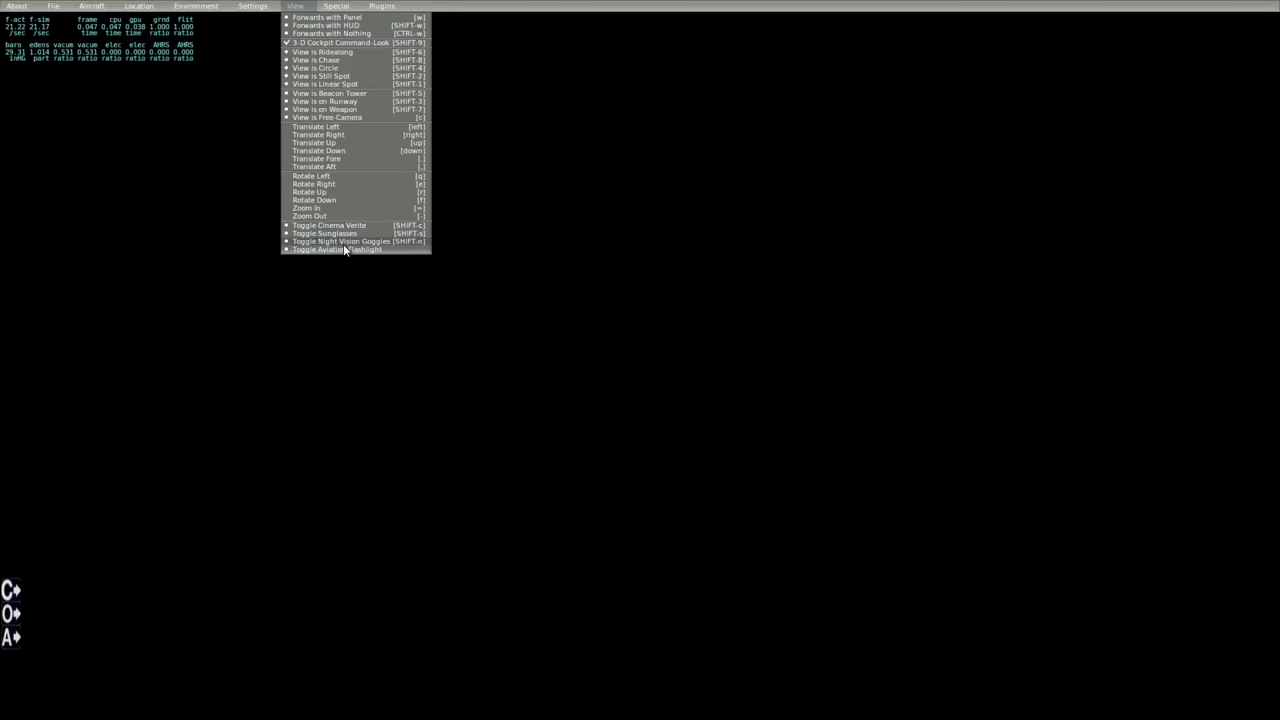 About File Aircraft Location Environment Settings View Special Plugins
f-act f-sim frame cpu gpu grnd flit
21.22 21.17 0.047 0.047 0.038 1.000 1.000
/sec /sec time time time ratio ratio
baro edens vacum vacum elec elec AHRS AHRS
29.31 1.014 0.531 0.531 0.000 0.000 0.000 0.000
inHG part ratio ratio ratio ratio ratio ratio
Forwards with Panel [w]
Forwards with HUD [SHIFT-w]
Forwards with Nothing [CTRL-w]
3-D Cockpit Command-Look [SHIFT-9]
View is Ridealong [SHIFT-6]
View is Chase [SHIFT-8]
View is Circle [SHIFT-4]
View is Still Spot [SHIFT-2]
View is Linear Spot [SHIFT-1]
View is Beacon Tower [SHIFT-5]
View is on Runway [SHIFT-3]
View is on Weapon [SHIFT-7]
View is Free-Camera [c]
Translate Left [left]
Translate Right [right]
Translate Up [up]
Translate Down [down]
Translate Fore [.]
Translate Aft [,]
Rotate Left [q]
Rotate Right [e]
Rotate Up [r]
Rotate Down [f]
Zoom In [=]
Zoom Out [-]
Toggle Cinema Verite [SHIFT-c]
Toggle Sunglasses [SHIFT-s]
Toggle Night Vision Goggles [SHIFT-n]
Toggle Aviation Flashlight
C
O
A